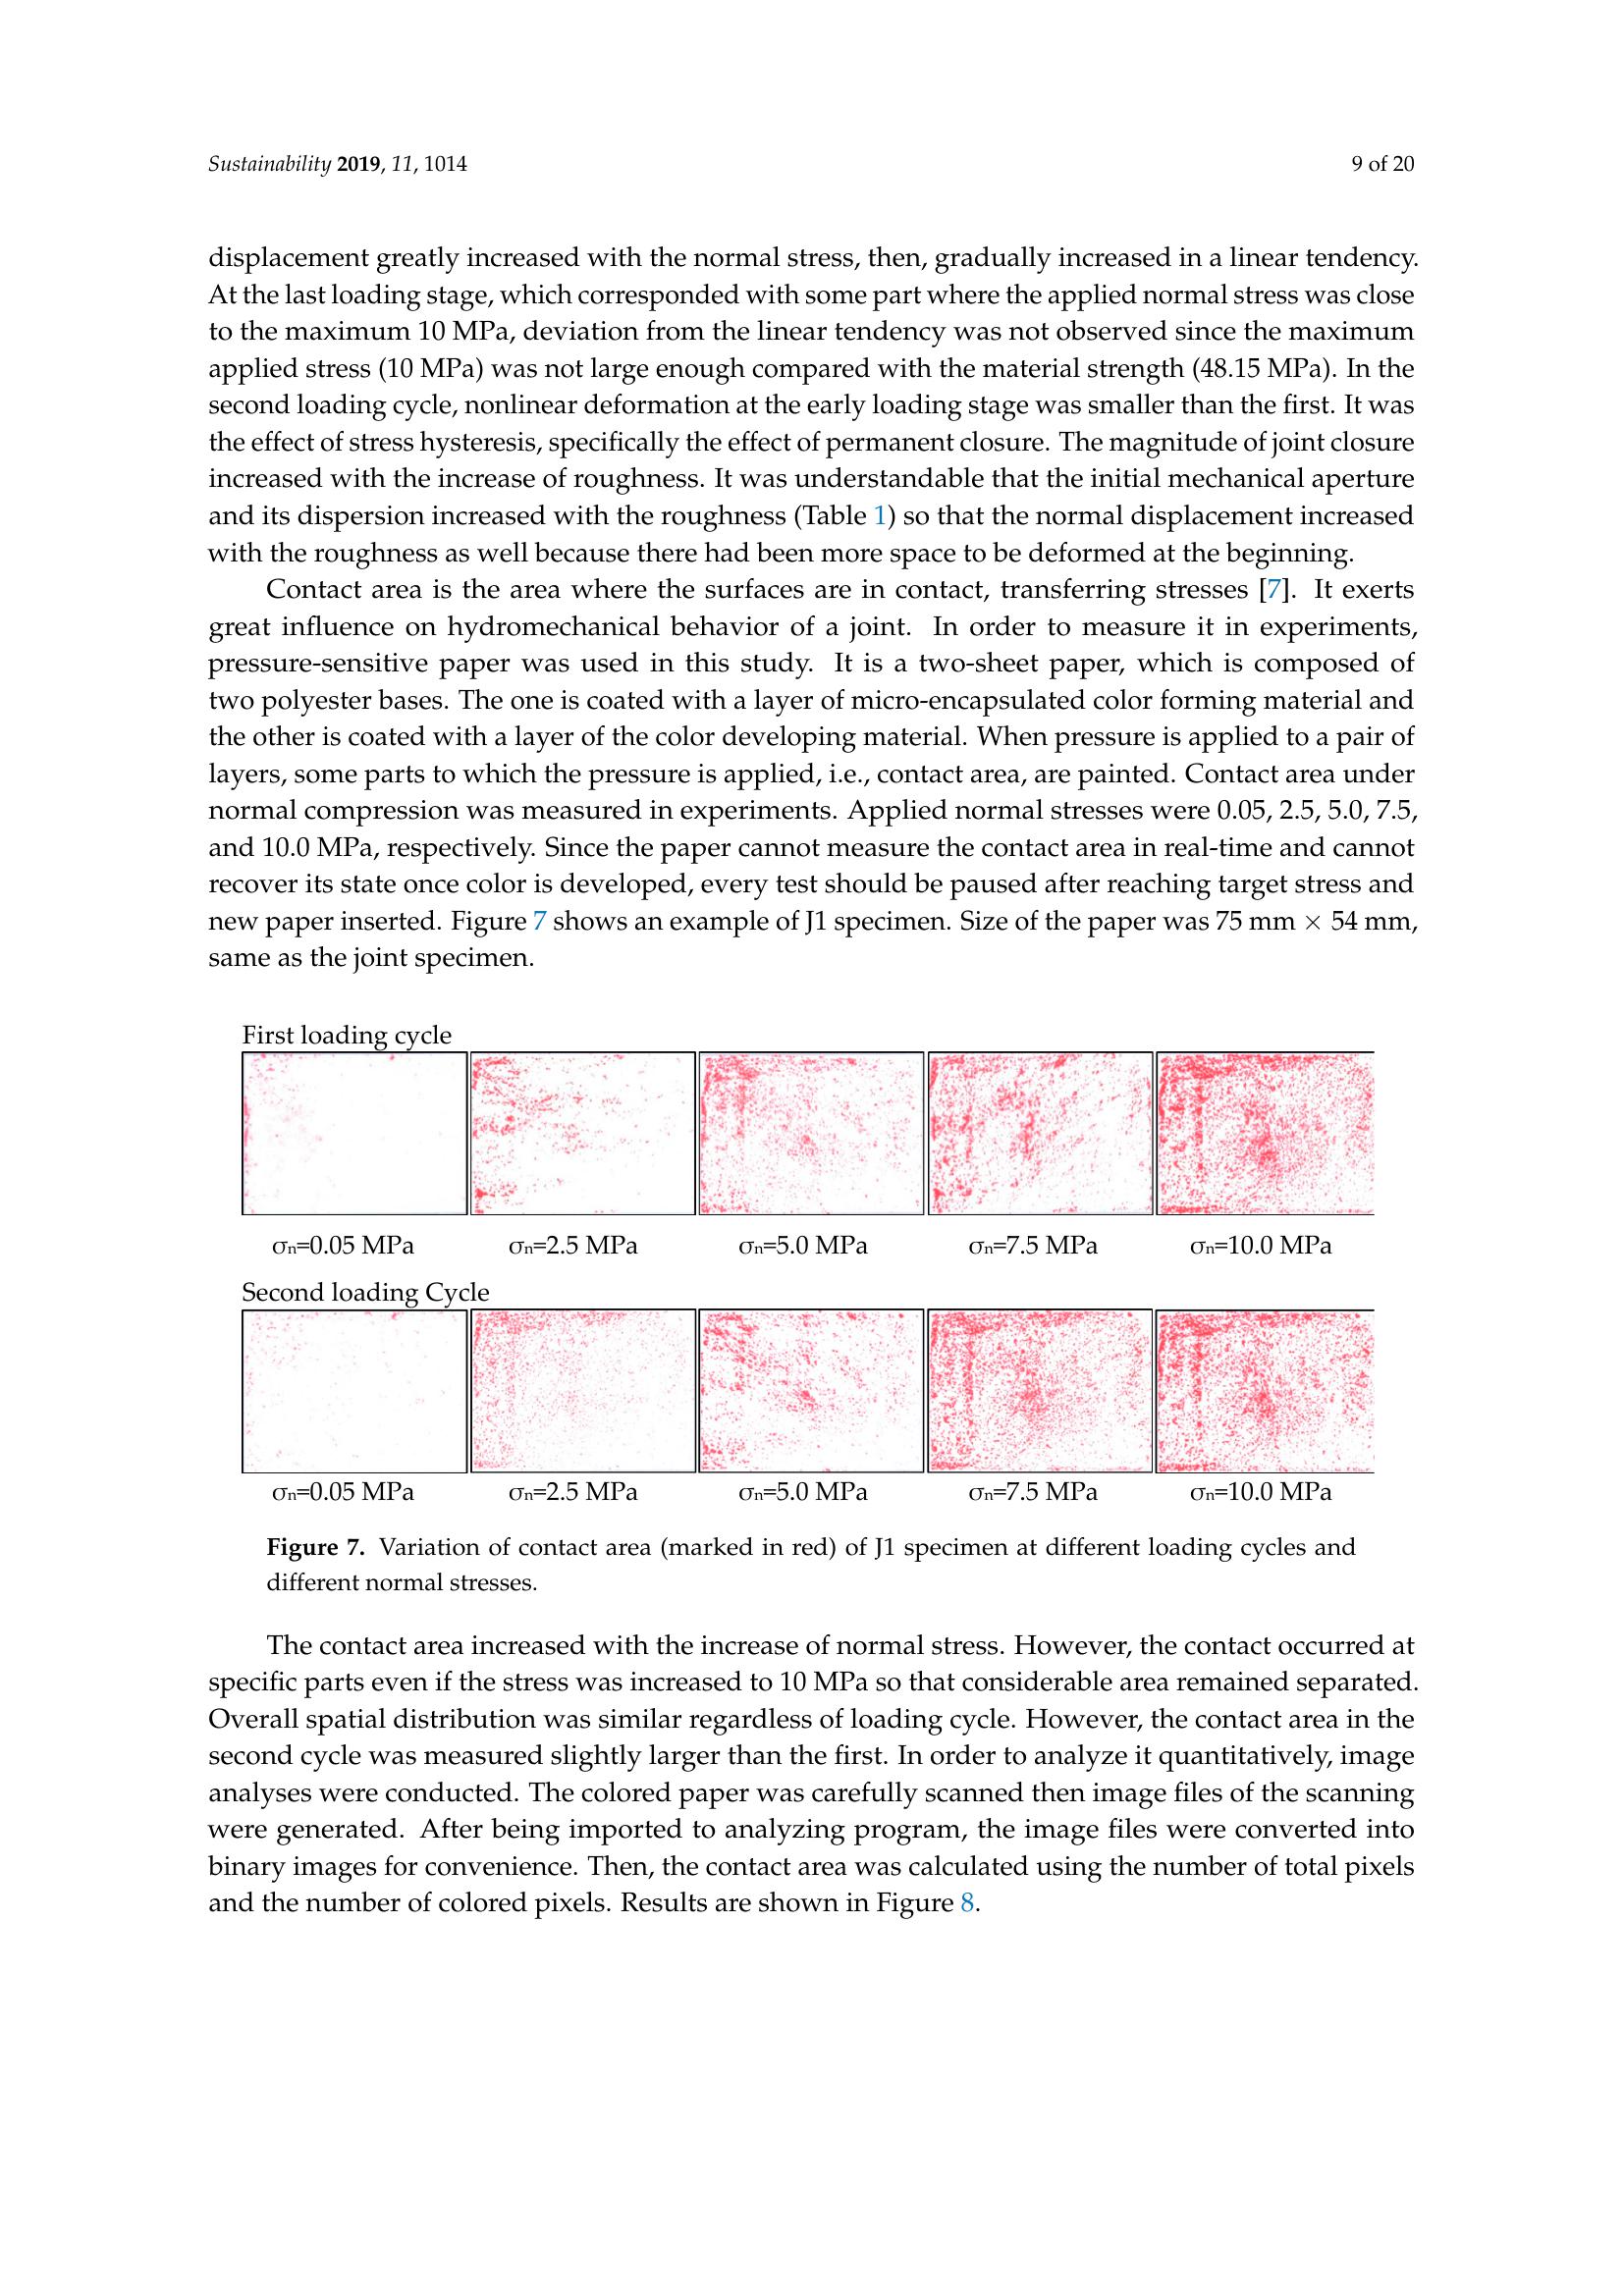 Sustainability 2019, 11, 1014
9 of 20
displacement greatly increased with the normal stress, then, gradually increased in a linear tendency.
At the last loading stage, which corresponded with some part where the applied normal stress was close
to the maximum 10 MPa, deviation from the linear tendency was not observed since the maximum
applied stress (10 MPa) was not large enough compared with the material strength (48.15 MPa). In the
second loading cycle, nonlinear deformation at the early loading stage was smaller than the first. It was
the effect of stress hysteresis, specifically the effect of permanent closure. The magnitude of joint closure
increased with the increase of roughness. It was understandable that the initial mechanical aperture
and its dispersion increased with the roughness (Table 1) so that the normal displacement increased
with the roughness as well because there had been more space to be deformed at the beginning.
Contact area is the area where the surfaces are in contact, transferring stresses [7]. It exerts
great influence on hydromechanical behavior of a joint. In order to measure it in experiments,
pressure-sensitive paper was used in this study. It is a two-sheet paper, which is composed of
two polyester bases. The one is coated with a layer of micro-encapsulated color forming material and
the other is coated with a layer of the color developing material. When pressure is applied to a pair of
layers, some parts to which the pressure is applied, i.e., contact area, are painted. Contact area under
normal compression was measured in experiments. Applied normal stresses were 0.05, 2.5, 5.0, 7.5,
and 10.0 MPa, respectively. Since the paper cannot measure the contact area in real-time and cannot
recover its state once color is developed, every test should be paused after reaching target stress and
new paper inserted. Figure 7 shows an example of J1 specimen. Size of the paper was 75 mm × 54 mm,
same as the joint specimen.
First loading cycle
σn=0.05 MPa σn=2.5 MPa σn=5.0 MPa σn=7.5 MPa σn=10.0 MPa
Second loading Cycle
σn=0.05 MPa σn=2.5 MPa σn=5.0 MPa σn=7.5 MPa σn=10.0 MPa
Figure 7. Variation of contact area (marked in red) of J1 specimen at different loading cycles and
different normal stresses.
The contact area increased with the increase of normal stress. However, the contact occurred at
specific parts even if the stress was increased to 10 MPa so that considerable area remained separated.
Overall spatial distribution was similar regardless of loading cycle. However, the contact area in the
second cycle was measured slightly larger than the first. In order to analyze it quantitatively, image
analyses were conducted. The colored paper was carefully scanned then image files of the scanning
were generated. After being imported to analyzing program, the image files were converted into
binary images for convenience. Then, the contact area was calculated using the number of total pixels
and the number of colored pixels. Results are shown in Figure 8.